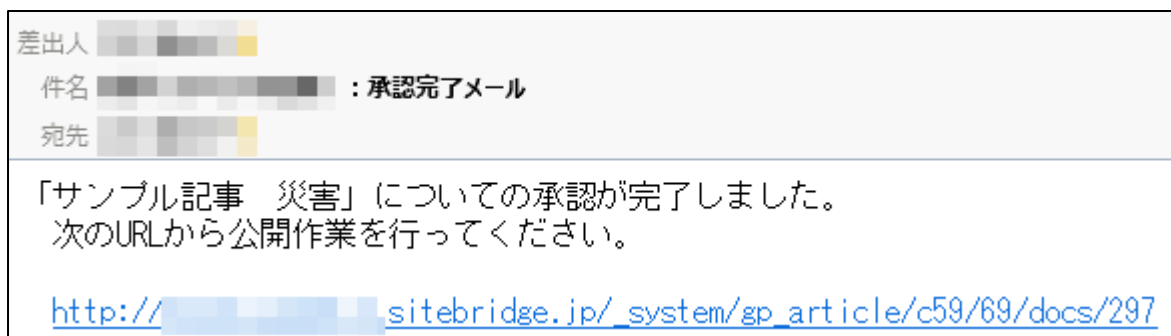 差出人
件名 :承認完了メール
宛先
「サンプル記事　災害」についての承認が完了しました。
次のURLから公開作業を行ってください。
http:// .sitebridge.jp/_system/gp_article/c59/69/docs/297